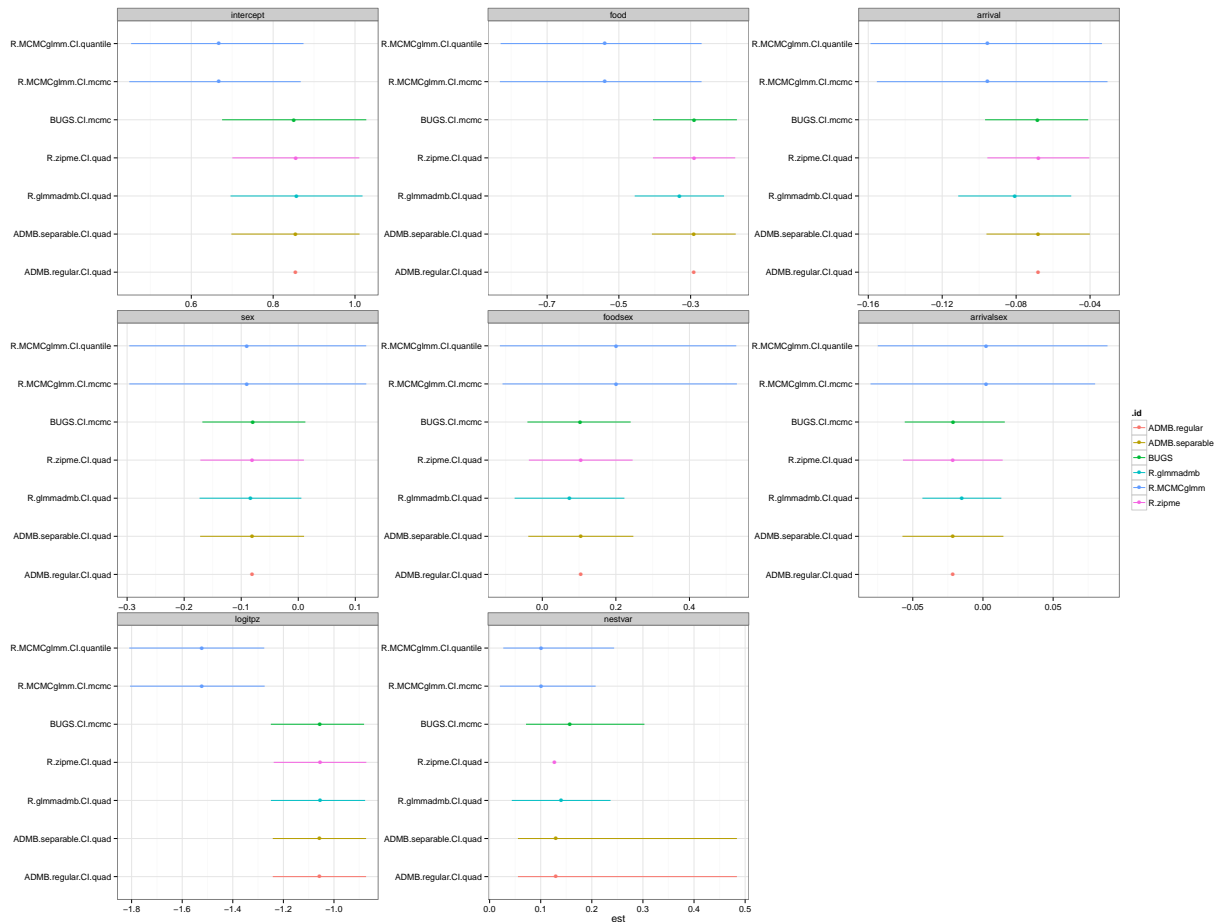 intercept
food
arrival
R.MCMCglmm.CI.quantile
R.MCMCglmm.CI.mcmc
BUGS.CI.mcmc
R.zipme.CI.quad
R.glmmadmb.CI.quad
ADMB.separable.CI.quad
ADMB.regular.CI.quad
R.MCMCglmm.CI.quantile
R.MCMCglmm.CI.mcmc
BUGS.CI.mcmc
R.zipme.CI.quad
R.glmmadmb.CI.quad
ADMB.separable.CI.quad
ADMB.regular.CI.quad
R.MCMCglmm.CI.quantile
R.MCMCglmm.CI.mcmc
BUGS.CI.mcmc
R.zipme.CI.quad
R.glmmadmb.CI.quad
ADMB.separable.CI.quad
ADMB.regular.CI.quad
0.6 0.8 1.0
−0.7 −0.5 −0.3
−0.16 −0.12 −0.08 −0.04
sex
foodsex
arrivalsex
R.MCMCglmm.CI.quantile
R.MCMCglmm.CI.mcmc
BUGS.CI.mcmc
R.zipme.CI.quad
R.glmmadmb.CI.quad
ADMB.separable.CI.quad
ADMB.regular.CI.quad
R.MCMCglmm.CI.quantile
R.MCMCglmm.CI.mcmc
BUGS.CI.mcmc
R.zipme.CI.quad
R.glmmadmb.CI.quad
ADMB.separable.CI.quad
ADMB.regular.CI.quad
R.MCMCglmm.CI.quantile
R.MCMCglmm.CI.mcmc
BUGS.CI.mcmc
R.zipme.CI.quad
R.glmmadmb.CI.quad
ADMB.separable.CI.quad
ADMB.regular.CI.quad
−0.3 −0.2 −0.1 0.0 0.1
0.0 0.2 0.4
−0.05 0.00 0.05
.id
ADMB.regular
ADMB.separable
BUGS
R.glmmadmb
R.MCMCglmm
R.zipme
logitpz
nestvar
R.MCMCglmm.CI.quantile
R.MCMCglmm.CI.mcmc
BUGS.CI.mcmc
R.zipme.CI.quad
R.glmmadmb.CI.quad
ADMB.separable.CI.quad
ADMB.regular.CI.quad
R.MCMCglmm.CI.quantile
R.MCMCglmm.CI.mcmc
BUGS.CI.mcmc
R.zipme.CI.quad
R.glmmadmb.CI.quad
ADMB.separable.CI.quad
ADMB.regular.CI.quad
−1.8 −1.6 −1.4 −1.2 −1.0
0.0 0.1 0.2 0.3 0.4 0.5
est